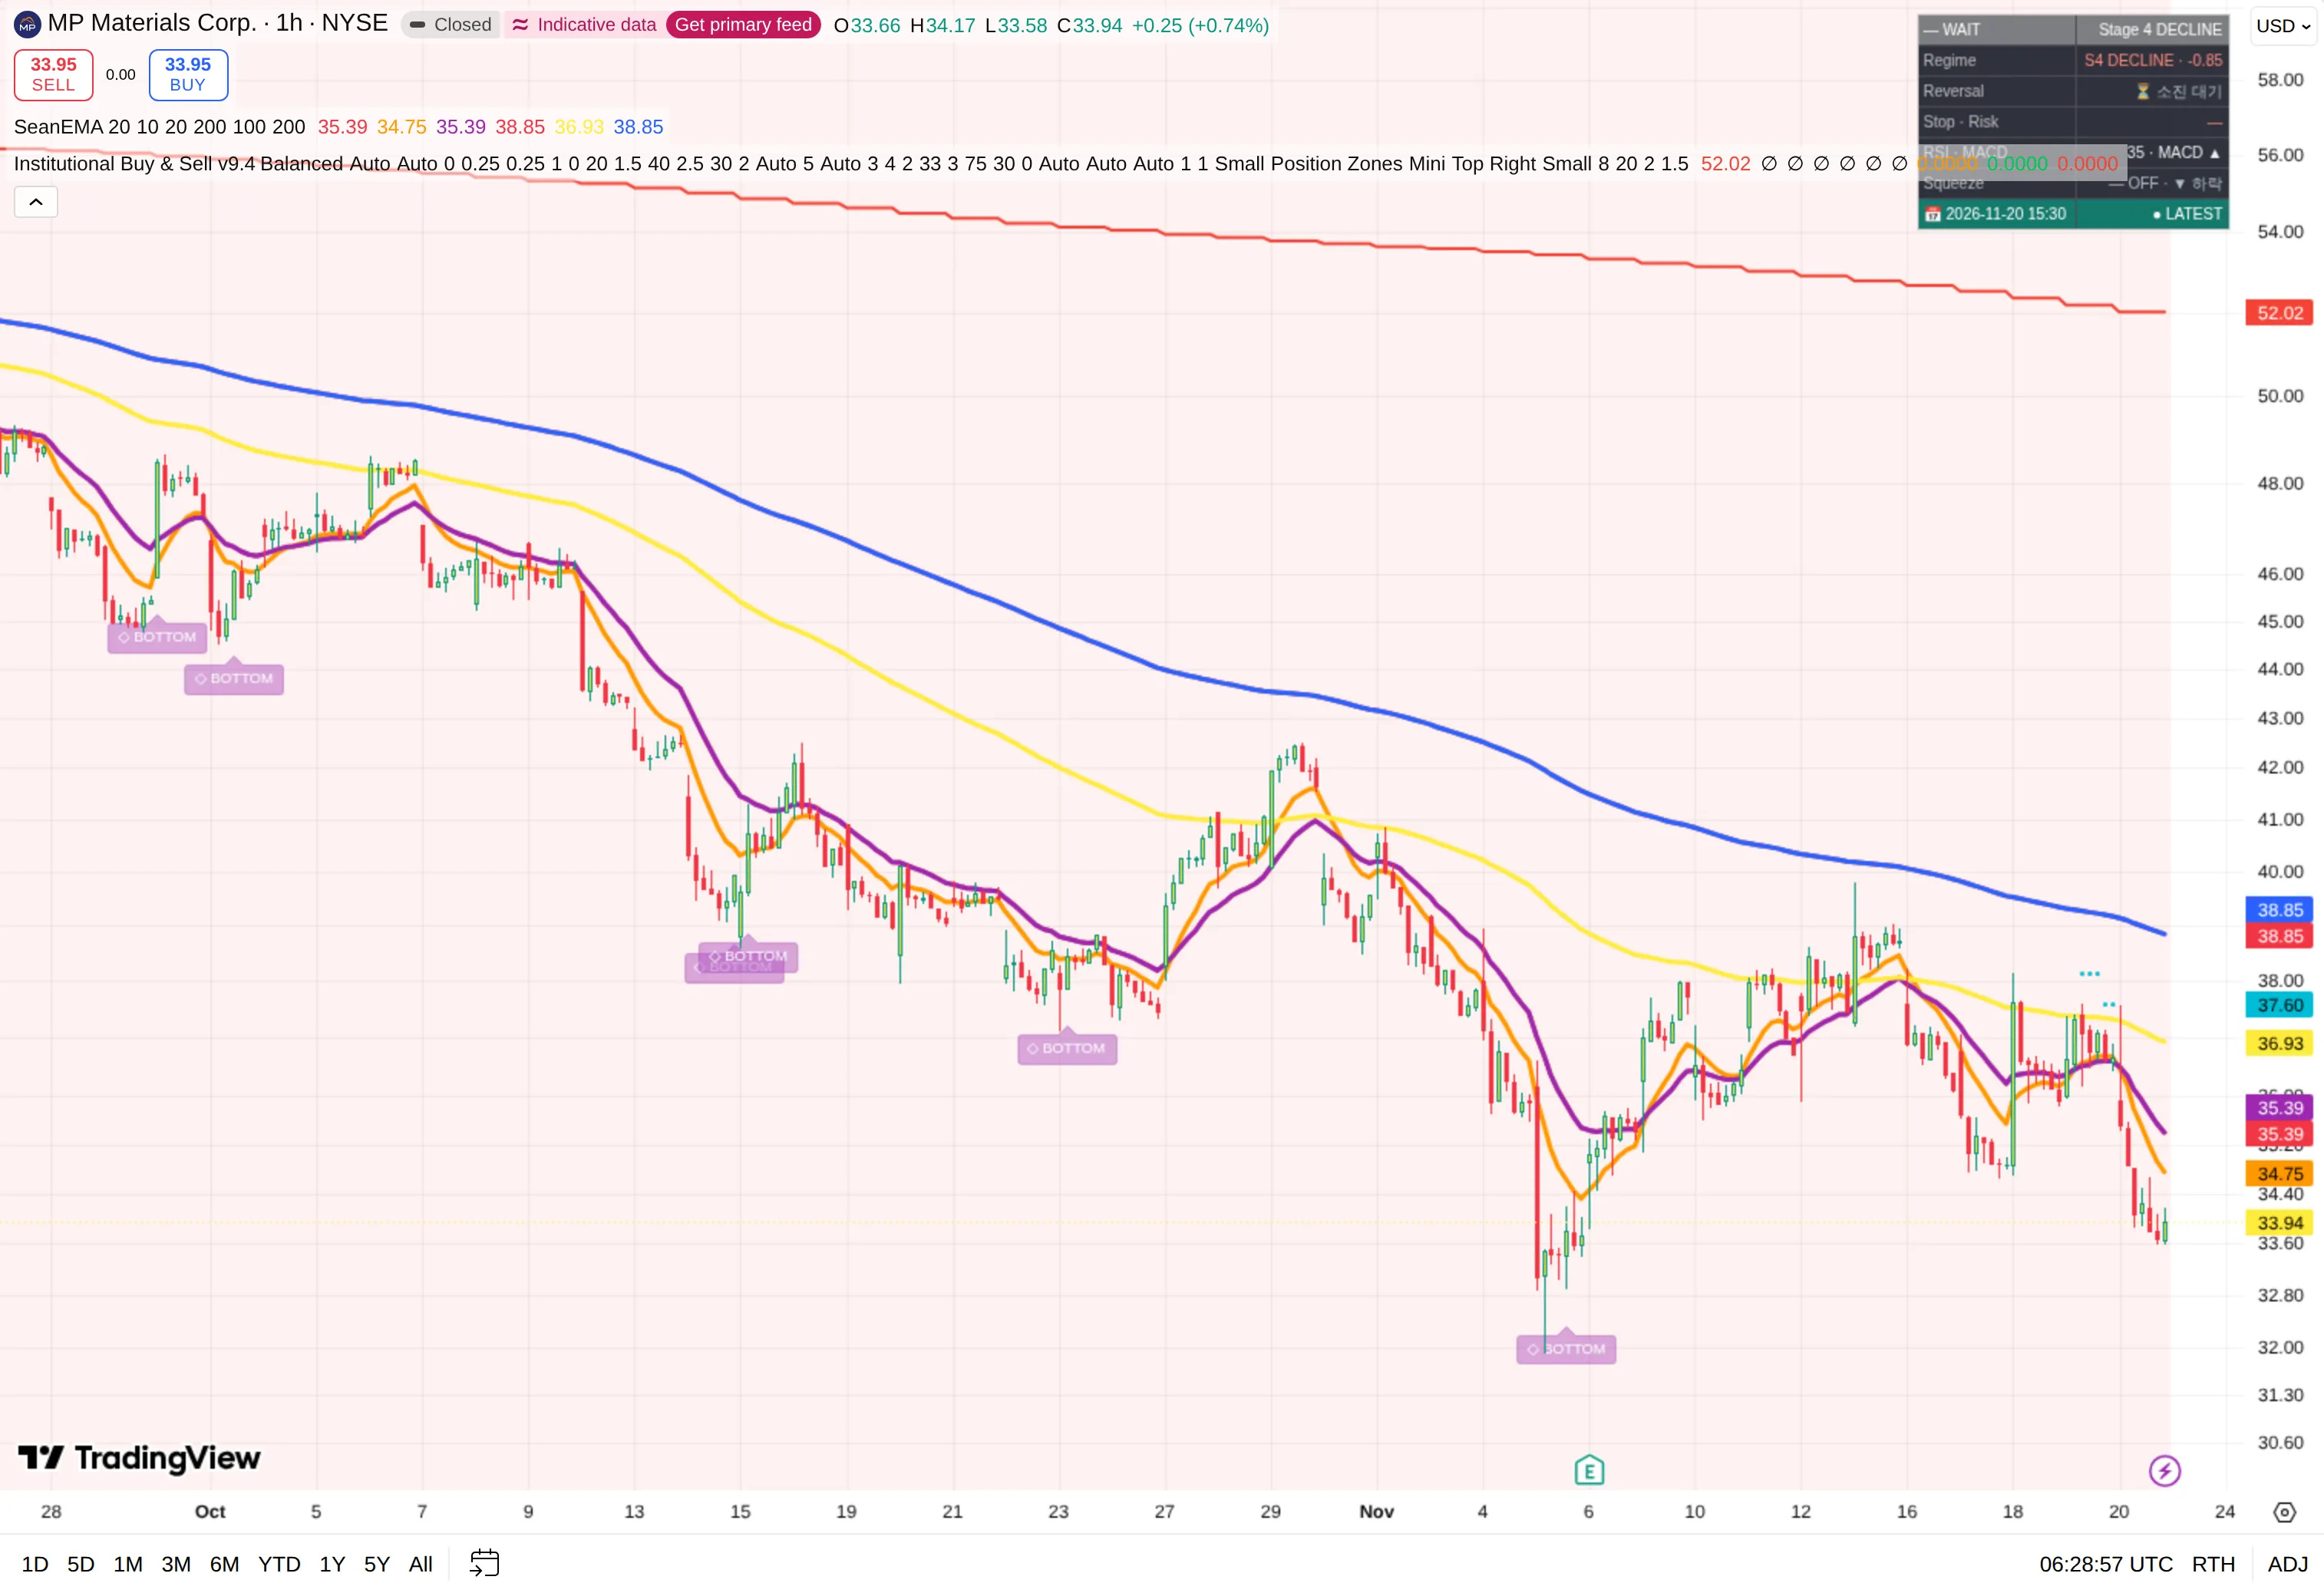 MP Materials Corp. · 1h · NYSE Closed Indicative data Get primary feed O33.66 H34.17 L33.58 C33.94 +0.25 (+0.74%)
33.95 SELL 0.00 33.95 BUY
SeanEMA 20 10 20 200 100 200 35.39 34.75 35.39 38.85 36.93 38.85
Institutional Buy & Sell v9.4 Balanced Auto Auto 0 0.25 0.25 1 0 20 1.5 40 2.5 30 2 Auto 5 Auto 3 4 2 33 3 75 30 0 Auto Auto Auto 1 1 Small Position Zones Mini Top Right Small 8 20 2 1.5 52.02 ∅ ∅ ∅ ∅ ∅ ∅ 0.0000 0.0000 0.0000
— WAIT Stage 4 DECLINE
Regime S4 DECLINE · -0.85
Reversal ⏳ 소진 대기
Stop · Risk —
RSI · MACD 35 · MACD ▲
Squeeze — OFF · ▼ 하락
📅 2026-11-20 15:30 ● LATEST
USD
58.00
56.00
54.00
52.02
50.00
48.00
46.00
45.00
44.00
43.00
42.00
41.00
40.00
38.85
38.85
38.00
37.60
36.93
35.39
35.39
34.75
34.40
33.94
33.60
32.80
32.00
31.30
30.60
◇ BOTTOM
◇ BOTTOM
◇ BOTTOM
◇ BOTTOM
◇ BOTTOM
◇ BOTTOM
TradingView
E
28 Oct 5 7 9 13 15 19 21 23 27 29 Nov 4 6 10 12 16 18 20 24
1D 5D 1M 3M 6M YTD 1Y 5Y All 06:28:57 UTC RTH ADJ